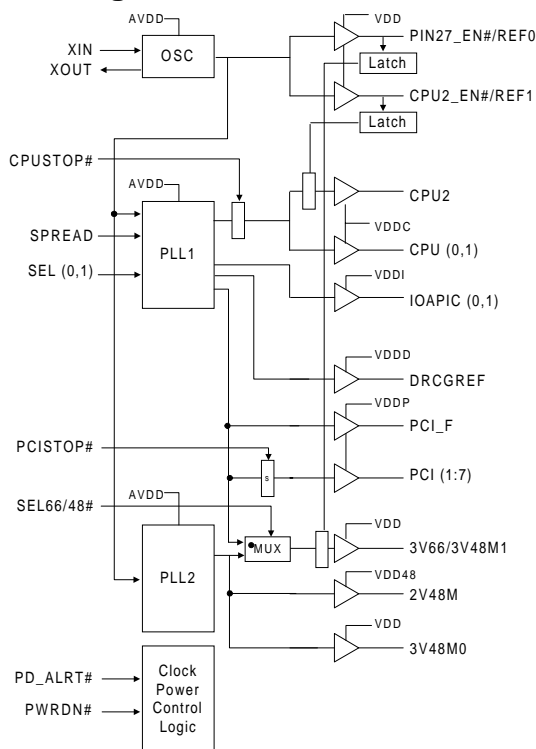 AVDD
VDD
XIN
XOUT
OSC
PIN27_EN#/REF0
Latch
CPU2_EN#/REF1
Latch
CPUSTOP#
AVDD
CPU2
VDDC
SPREAD
PLL1
CPU (0,1)
SEL (0,1)
VDDI
IOAPIC (0,1)
VDDD
DRCGREF
VDDP
PCI_F
PCISTOP#
s
PCI (1:7)
AVDD
SEL66/48#
VDD
MUX
3V66/3V48M1
PLL2
VDD48
2V48M
VDD
3V48M0
PD_ALRT#
PWRDN#
Clock
Power
Control
Logic